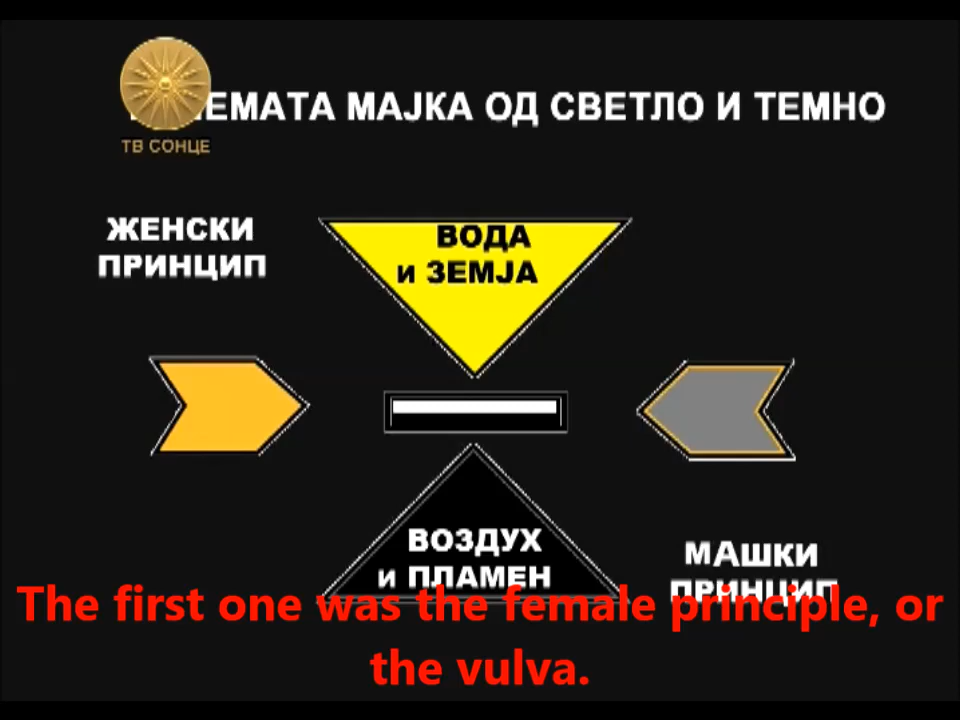 МАЈКА ОД СВЕТЛО И ТЕМНО
ТВ СОНЦЕ
ЖЕНСКИ
ПРИНЦИП
ВОДА
и ЗЕМЈА
ВОЗДУХ
и ПЛАМЕН
МАШКИ
ПРИНЦИП
The first one was the female principle, or
the vulva.